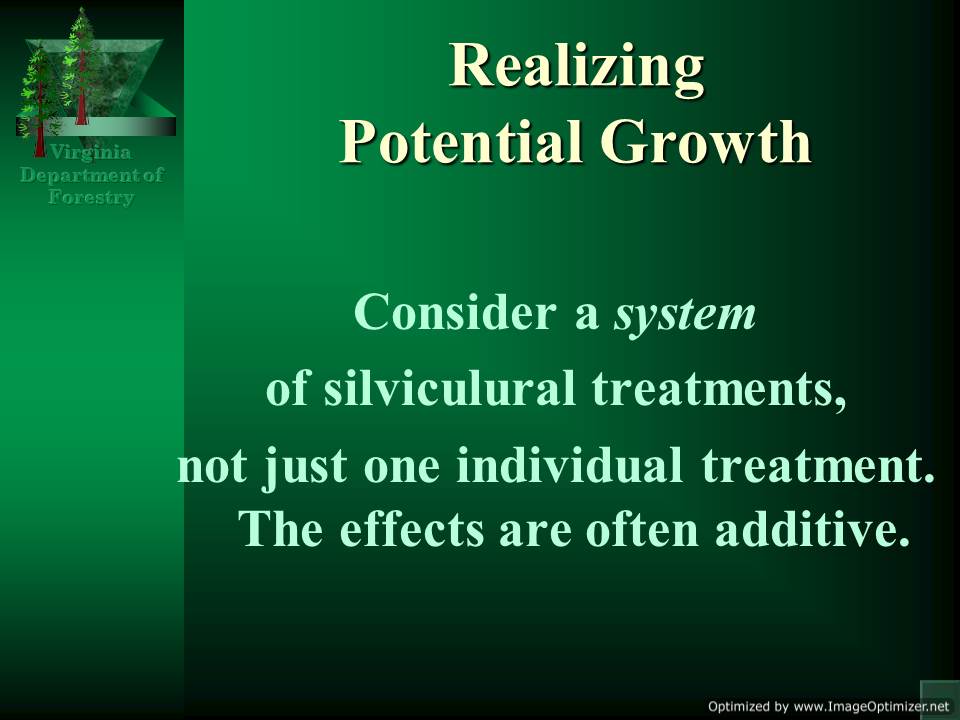 Virginia
Department of
Forestry
Realizing
Potential Growth
Consider a system
of silviculural treatments,
not just one individual treatment.
The effects are often additive.
Optimized by www.ImageOptimizer.net